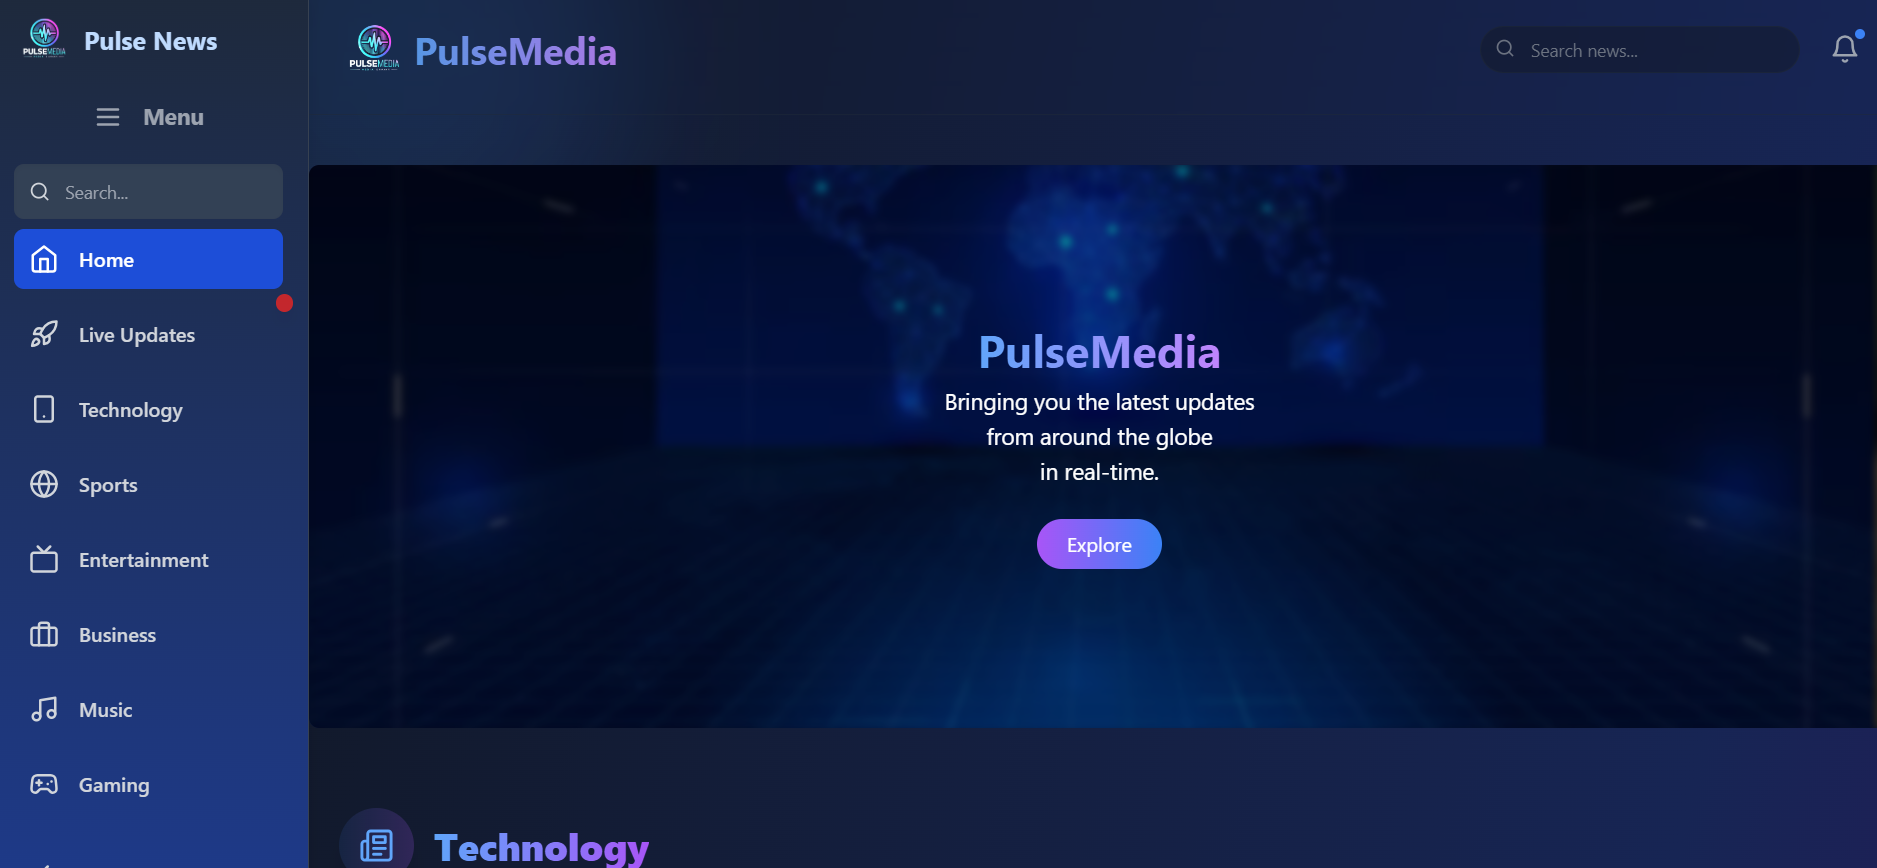 PULSEMEDIA
Pulse News
Menu
Search...
Home
Live Updates
Technology
Sports
Entertainment
Business
Music
Gaming
PULSEMEDIA
PulseMedia
Search news...
PulseMedia
Bringing you the latest updates
from around the globe
in real-time.
Explore
Technology